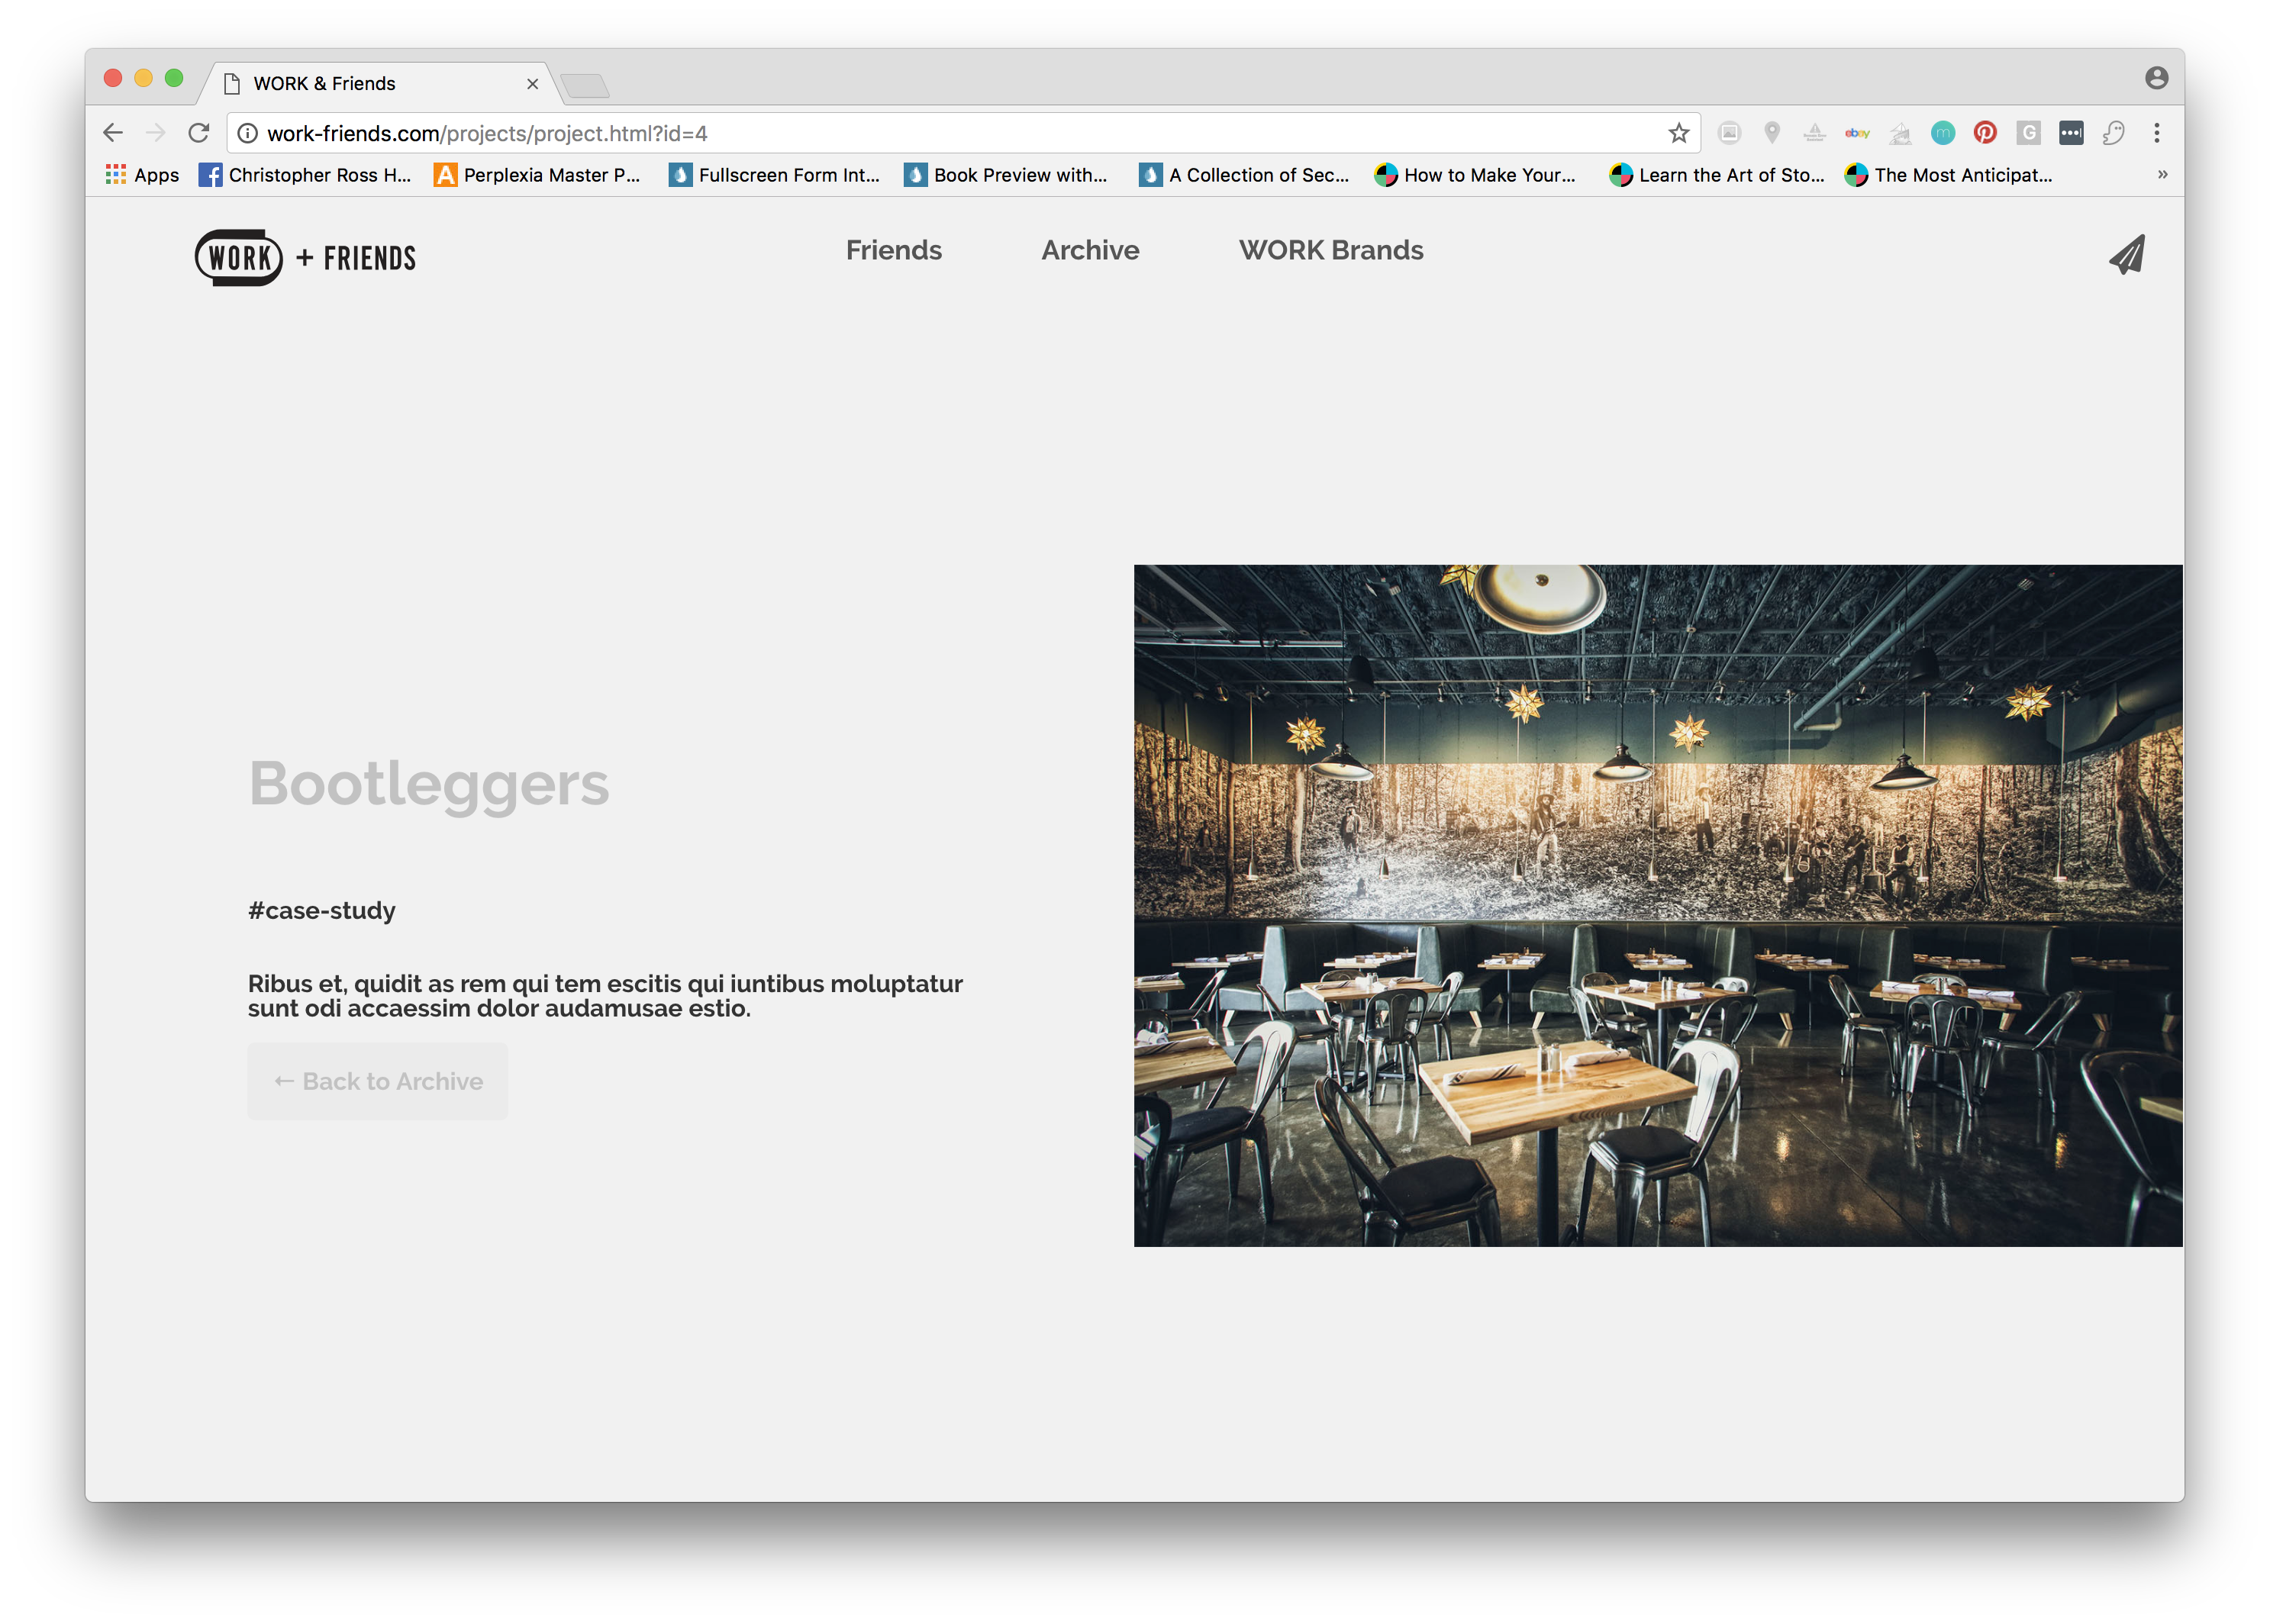 WORK & Friends
work-friends.com/projects/project.html?id=4
ebay
m
G
Apps
Christopher Ross H...
A
Perplexia Master P...
Fullscreen Form Int...
Book Preview with...
A Collection of Sec...
How to Make Your...
Learn the Art of Sto...
The Most Anticipat...
»
WORK + FRIENDS
Friends
Archive
WORK Brands
Bootleggers
#case-study
Ribus et, quidit as rem qui tem escitis qui iuntibus moluptatur
sunt odi accaessim dolor audamusae estio.
← Back to Archive